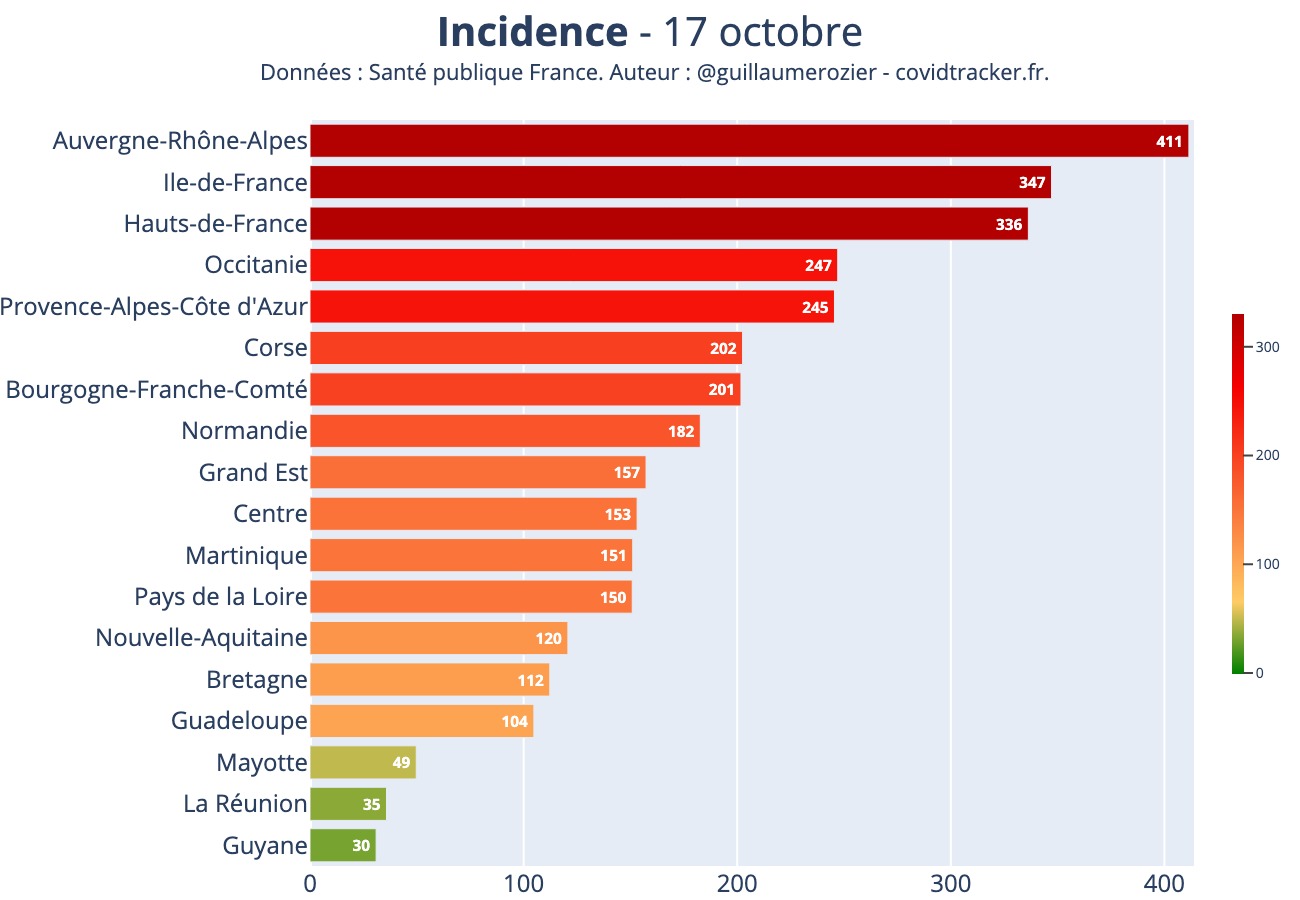 Incidence - 17 octobre
Données : Santé publique France. Auteur : @guillaumerozier - covidtracker.fr.
Auvergne-Rhône-Alpes 411
Ile-de-France 347
Hauts-de-France 336
Occitanie 247
Provence-Alpes-Côte d'Azur 245
Corse 202
Bourgogne-Franche-Comté 201
Normandie 182
Grand Est 157
Centre 153
Martinique 151
Pays de la Loire 150
Nouvelle-Aquitaine 120
Bretagne 112
Guadeloupe 104
Mayotte 49
La Réunion 35
Guyane 30
0 100 200 300 400
300
200
100
0